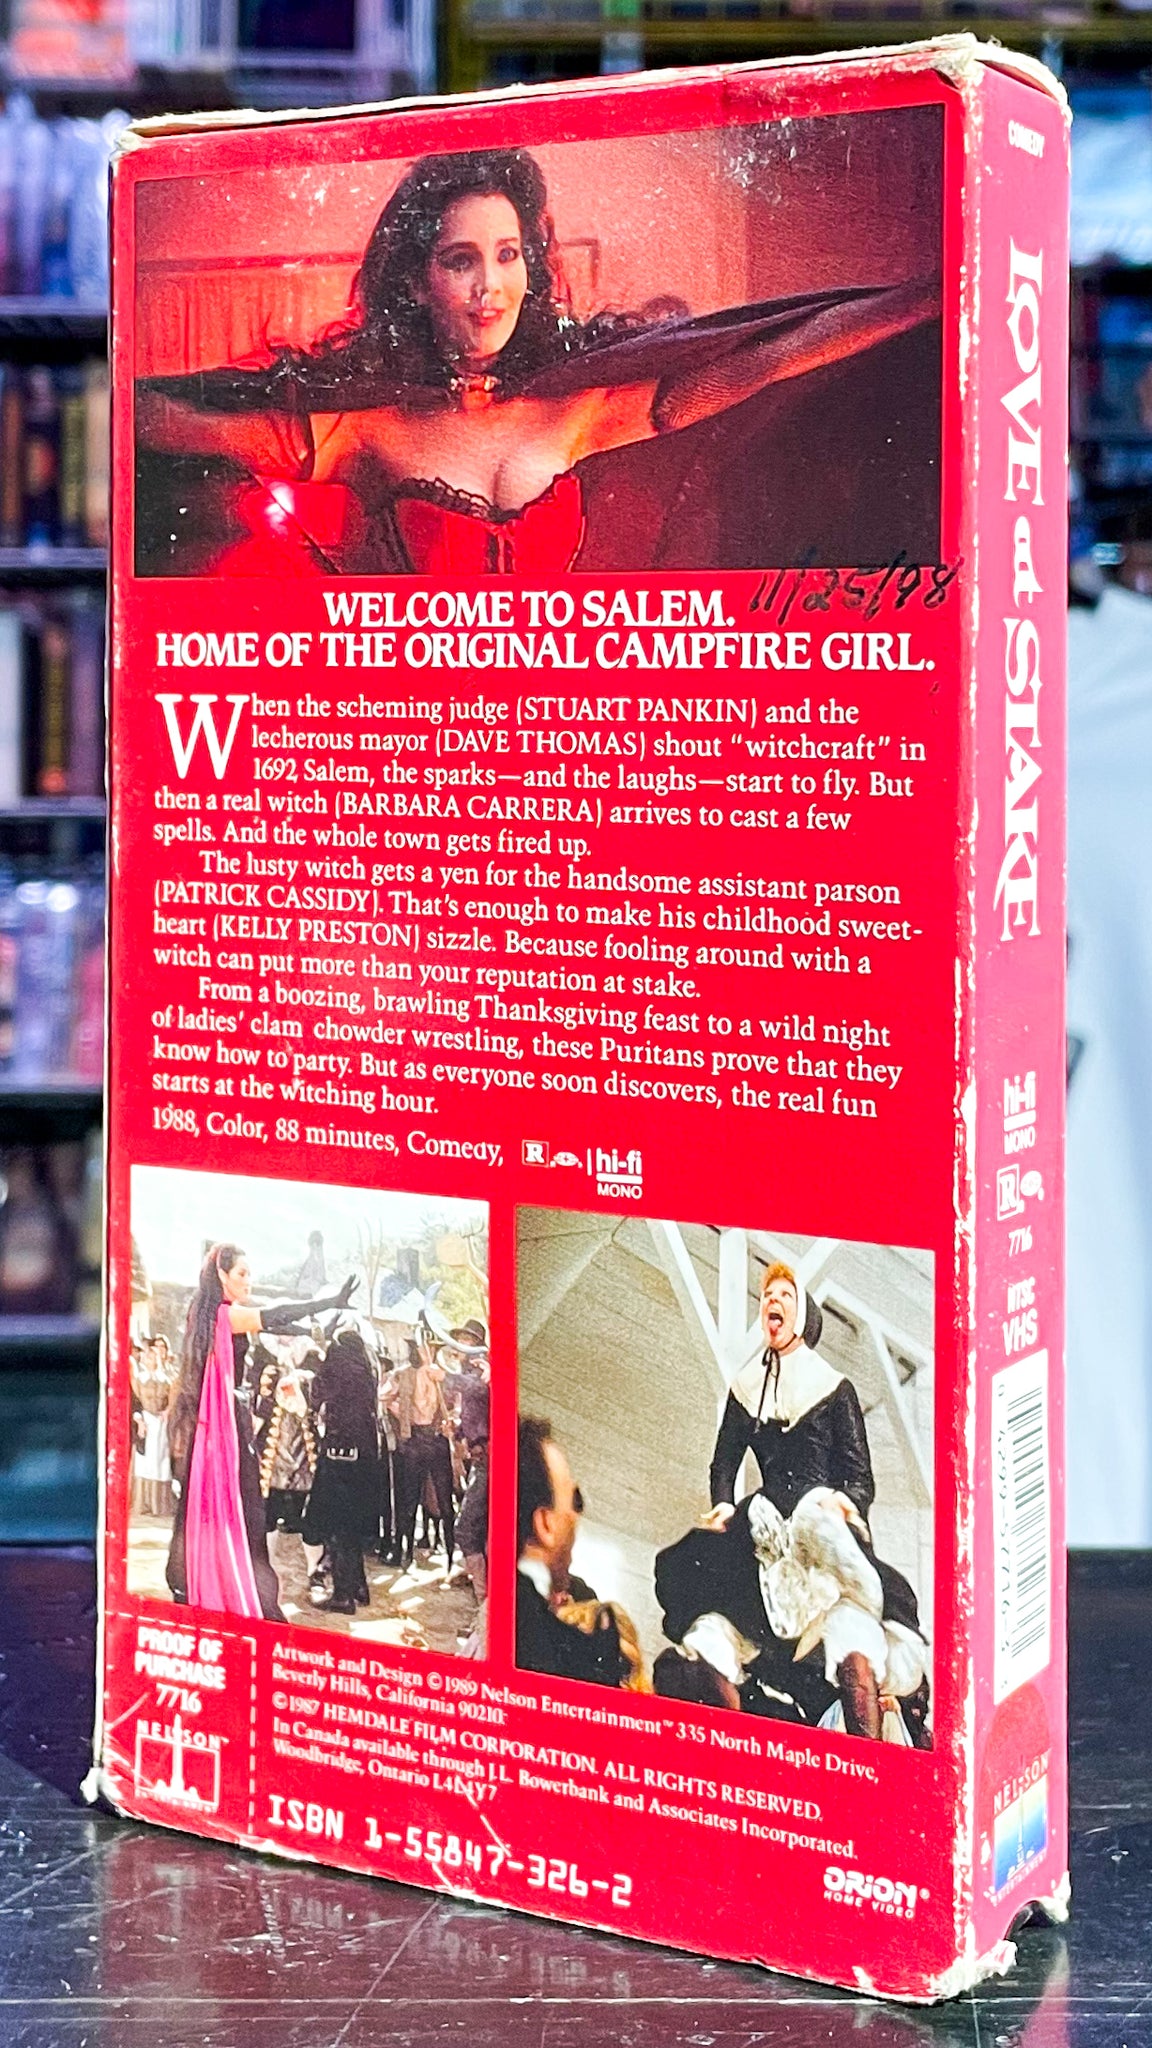 11/25/98
WELCOME TO SALEM.
HOME OF THE ORIGINAL CAMPFIRE GIRL.
When the scheming judge (STUART PANKIN) and the
lecherous mayor (DAVE THOMAS) shout “witchcraft” in
1692 Salem, the sparks—and the laughs—start to fly. But
then a real witch (BARBARA CARRERA) arrives to cast a few
spells. And the whole town gets fired up.
The lusty witch gets a yen for the handsome assistant parson
(PATRICK CASSIDY). That's enough to make his childhood sweet-
heart (KELLY PRESTON) sizzle. Because fooling around with a
witch can put more than your reputation at stake.
From a boozing, brawling Thanksgiving feast to a wild night
of ladies' clam chowder wrestling, these Puritans prove that they
know how to party. But as everyone soon discovers, the real fun
starts at the witching hour.
1988, Color, 88 minutes, Comedy, R | hi-fi
MONO
PROOF OF
PURCHASE
7716
NELSON
Artwork and Design © 1989 Nelson Entertainment™ 335 North Maple Drive,
Beverly Hills, California 90210.
© 1987 HEMDALE FILM CORPORATION. ALL RIGHTS RESERVED.
In Canada available through J.L. Bowerbank and Associates Incorporated.
Woodbridge, Ontario L4L4Y7
ISBN 1-55847-326-2
ORION®
HOME VIDEO
COMEDY
LOVE at STAKE
hi-fi
MONO
R
7716
NTSC
VHS
NELSON
ENTERTAINMENT